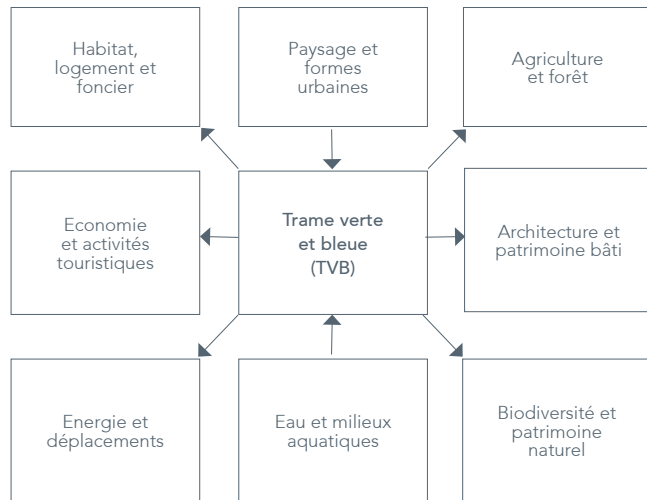 Habitat,
logement et
foncier
Paysage et
formes
urbaines
Agriculture
et forêt
Economie
et activités
touristiques
Trame verte
et bleue
(TVB)
Architecture et
patrimoine bâti
Energie et
déplacements
Eau et milieux
aquatiques
Biodiversité et
patrimoine
naturel